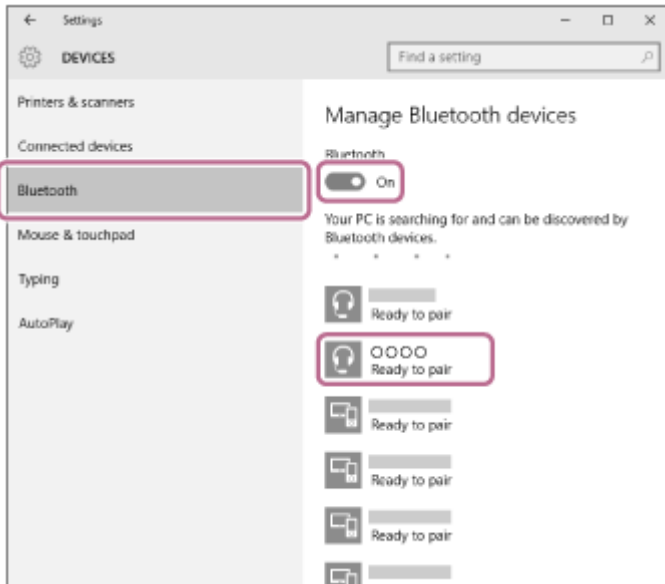 Settings
DEVICES
Find a setting
Printers & scanners
Connected devices
Bluetooth
Mouse & touchpad
Typing
AutoPlay
Manage Bluetooth devices
Bluetooth
On
Your PC is searching for and can be discovered by
Bluetooth devices.
Ready to pair
OOOO
Ready to pair
Ready to pair
Ready to pair
Ready to pair